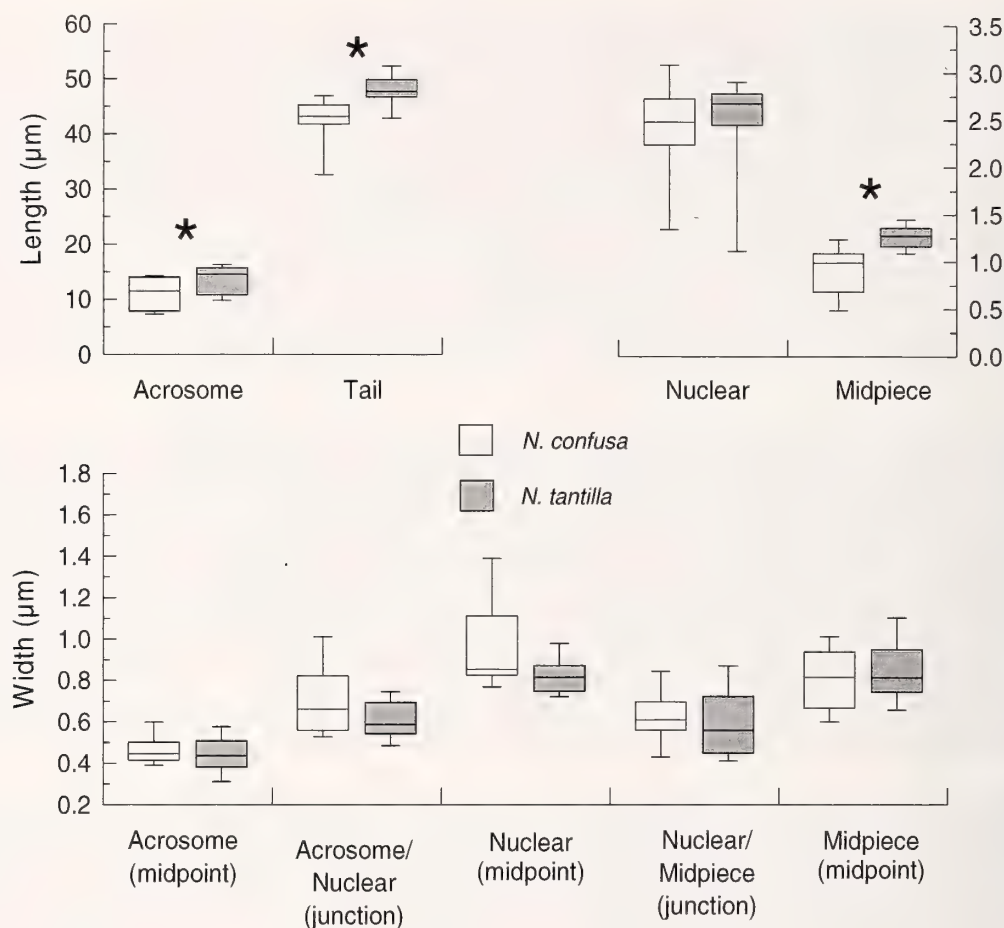 60
50
40
30
20
10
0
Length (µm)
*
*
*
3.5
3.0
2.5
2.0
1.5
1.0
0.5
0.0
Acrosome
Tail
Nuclear
Midpiece
N. confusa
N. tantilla
1.8
1.6
1.4
1.2
1.0
0.8
0.6
0.4
0.2
Width (µm)
Acrosome
(midpoint)
Acrosome/
Nuclear
(junction)
Nuclear
(midpoint)
Nuclear/
Midpiece
(junction)
Midpiece
(midpoint)